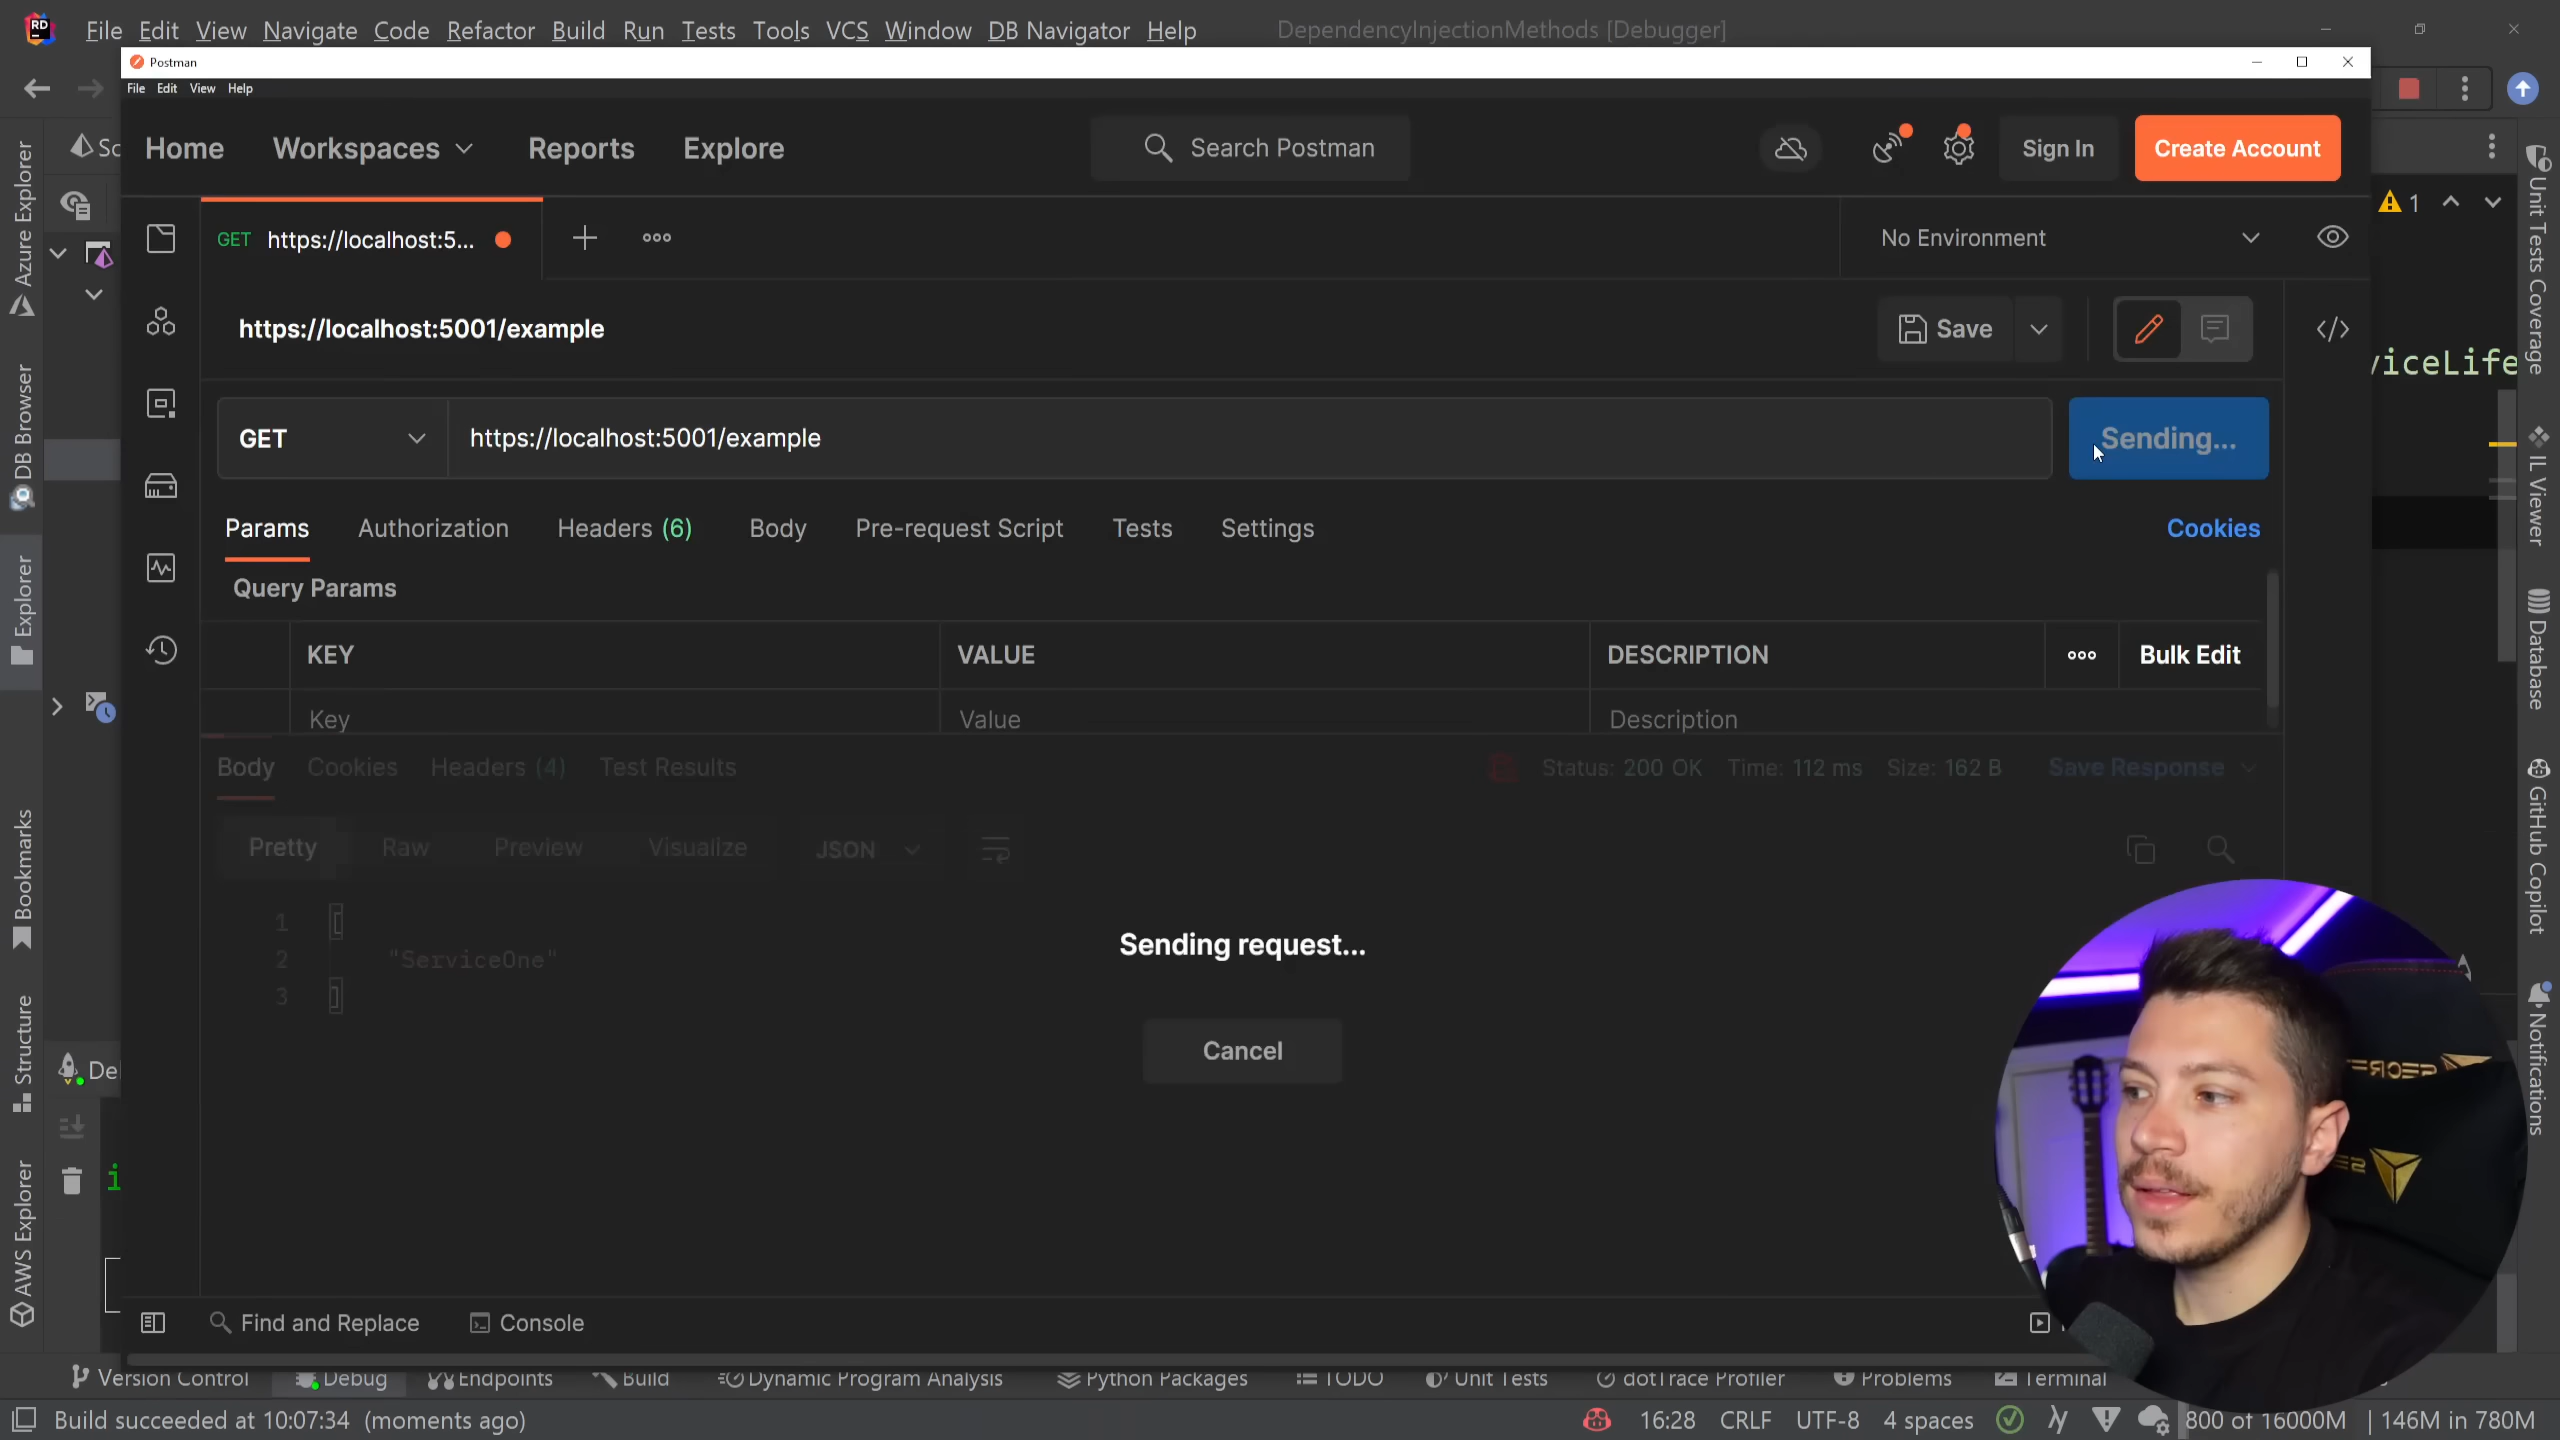 File Edit View Navigate Code Refactor Build Run Tests Tools VCS Window DB Navigator Help DependencyInjectionMethods [Debugger]
Postman
File Edit View Help
Home Workspaces Reports Explore Search Postman Sign In Create Account
GET https://localhost:5... No Environment
1
https://localhost:5001/example Save
GET https://localhost:5001/example Sending...
Params Authorization Headers (6) Body Pre-request Script Tests Settings Cookies
Query Params
KEY VALUE DESCRIPTION Bulk Edit
Key Value Description
Body Cookies Headers (4) Test Results Status: 200 OK Time: 112 ms Size: 162 B Save Response
Pretty Raw Preview Visualize JSON
1 [
2 "ServiceOne"
3 ]
Sending request...
Cancel
Find and Replace Console
Azure Explorer
DB Browser
Explorer
Bookmarks
Structure
AWS Explorer
Unit Tests Coverage
IL Viewer
Database
GitHub Copilot
Notifications
Version Control Debug Endpoints Build Dynamic Program Analysis Python Packages TODO Unit Tests dotTrace Profiler Problems Terminal
Build succeeded at 10:07:34 (moments ago) 16:28 CRLF UTF-8 4 spaces 800 of 16000M 146M in 780M